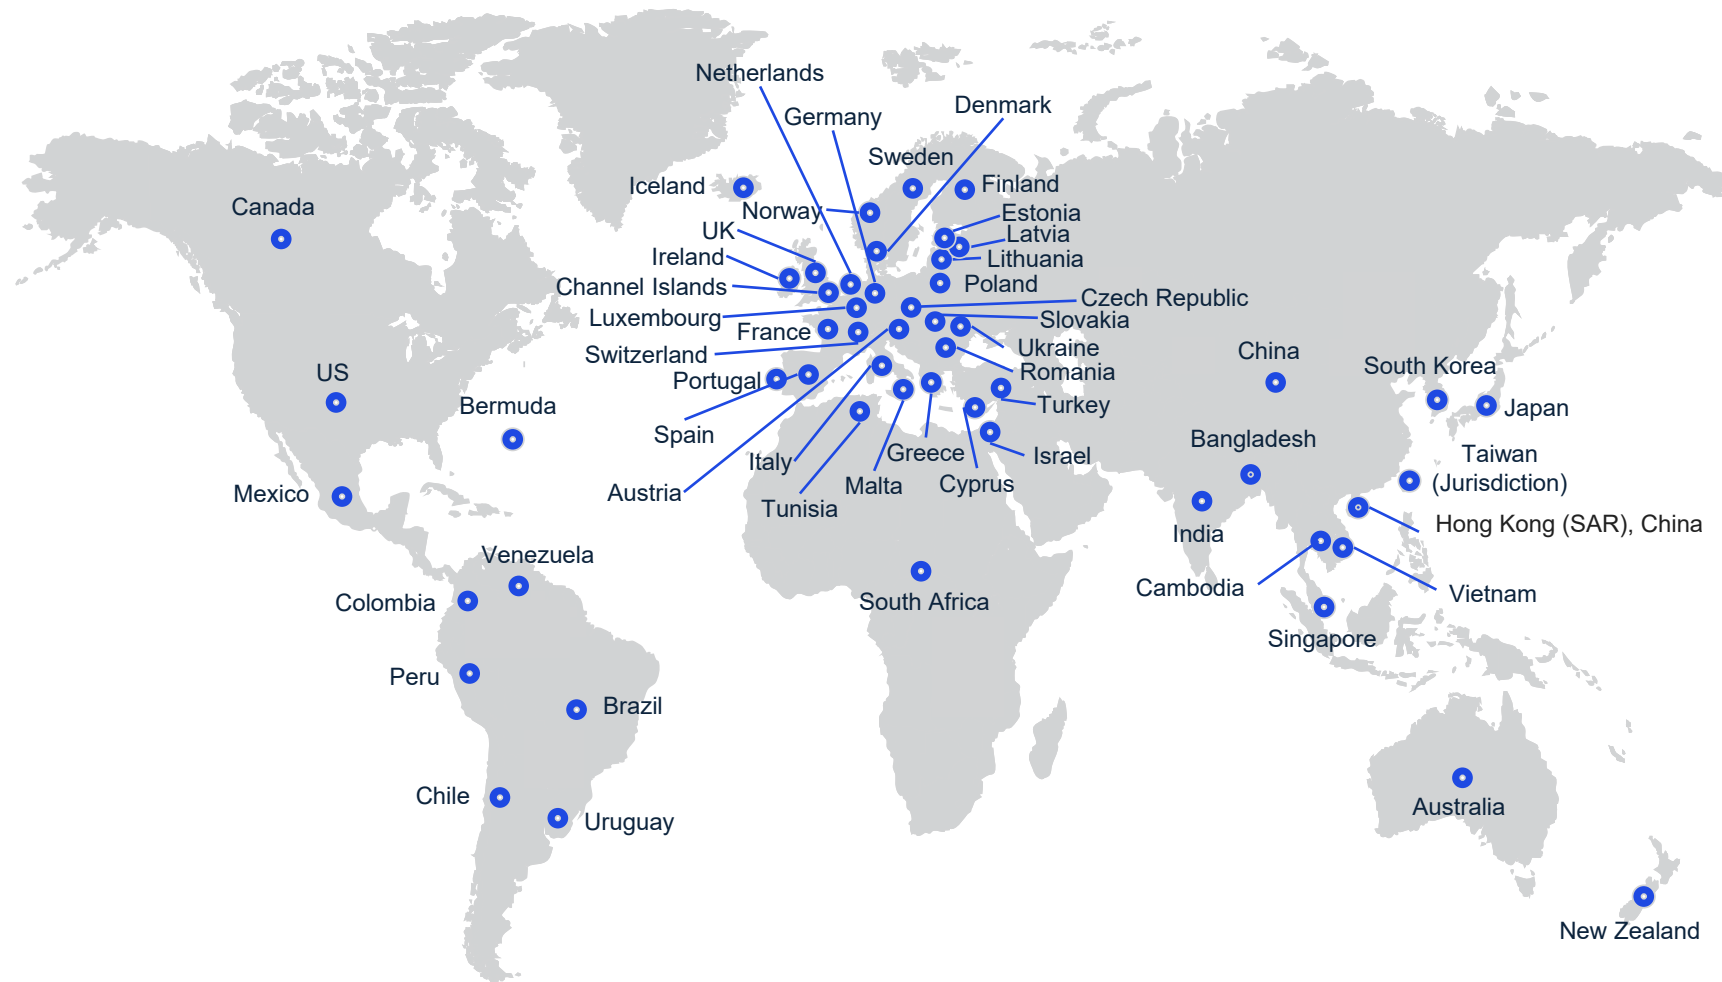 Netherlands
Germany
Denmark
Sweden
Iceland
Finland
Canada
Norway
Estonia
UK
Latvia
Ireland
Lithuania
Channel Islands
Poland
Luxembourg
Czech Republic
France
Slovakia
Switzerland
Ukraine
China
US
Portugal
Romania
South Korea
Bermuda
Turkey
Japan
Spain
Bangladesh
Italy
Greece
Israel
Taiwan
(Jurisdiction)
Mexico
Austria
Malta
Cyprus
Tunisia
India
Hong Kong (SAR), China
Venezuela
Cambodia
Vietnam
Colombia
South Africa
Singapore
Peru
Brazil
Chile
Uruguay
Australia
New Zealand